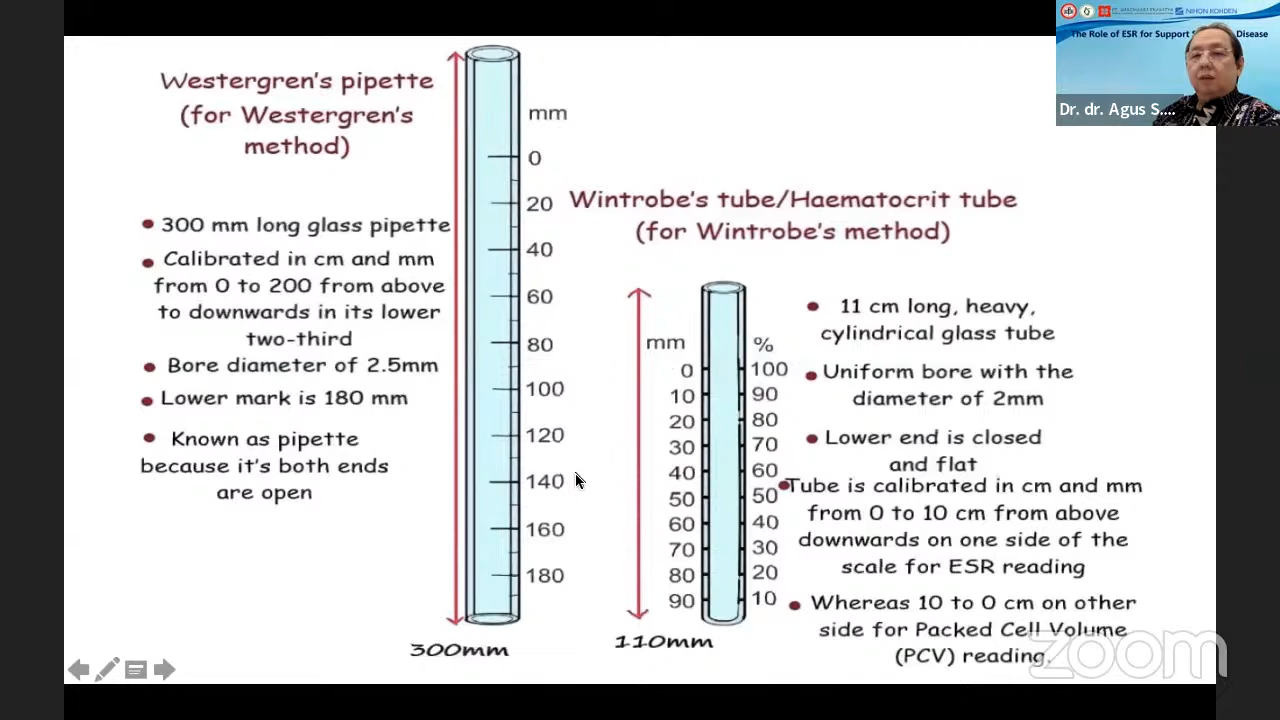 NIHON KOHDEN
The Role of ESR for Support
Disease
Dr. dr. Agus S....
Westergren's pipette
(for Westergren's
method)
300 mm long glass pipette
Calibrated in cm and mm
from 0 to 200 from above
to downwards in its lower
two-third
Bore diameter of 2.5mm
Lower mark is 180 mm
Known as pipette
because it's both ends
are open
mm
0
20
40
60
80
100
120
140
160
180
300mm
Wintrobe's tube/Haematocrit tube
(for Wintrobe's method)
mm
0
10
20
30
40
50
60
70
80
90
%
100
90
80
70
60
50
40
30
20
10
110mm
11 cm long, heavy,
cylindrical glass tube
Uniform bore with the
diameter of 2mm
Lower end is closed
and flat
Tube is calibrated in cm and mm
from 0 to 10 cm from above
downwards on one side of the
scale for ESR reading
Whereas 10 to 0 cm on other
side for Packed Cell Volume
(PCV) reading.
zoom